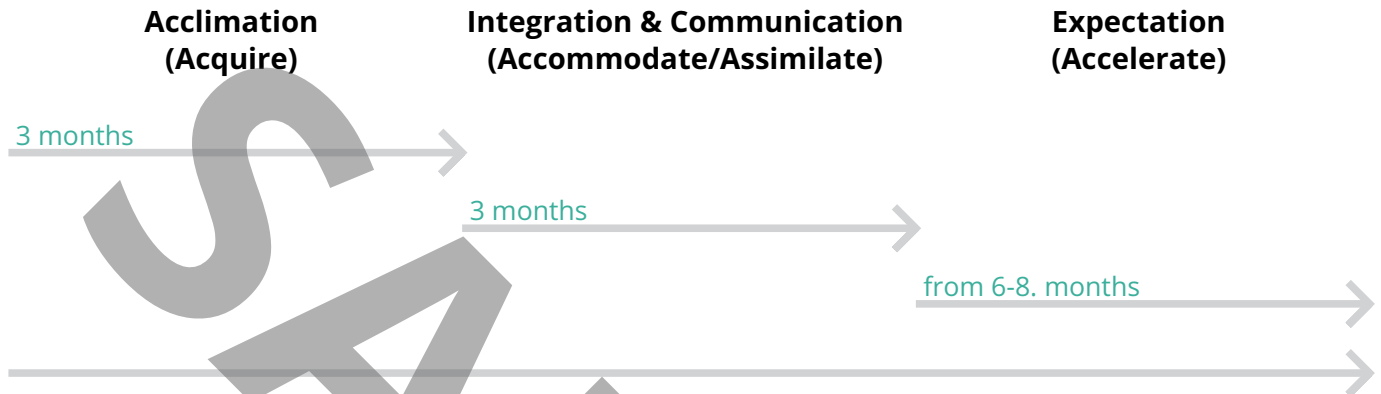 Acclimation
(Acquire)
Integration & Communication
(Accommodate/Assimilate)
Expectation
(Accelerate)
3 months
3 months
from 6-8. months